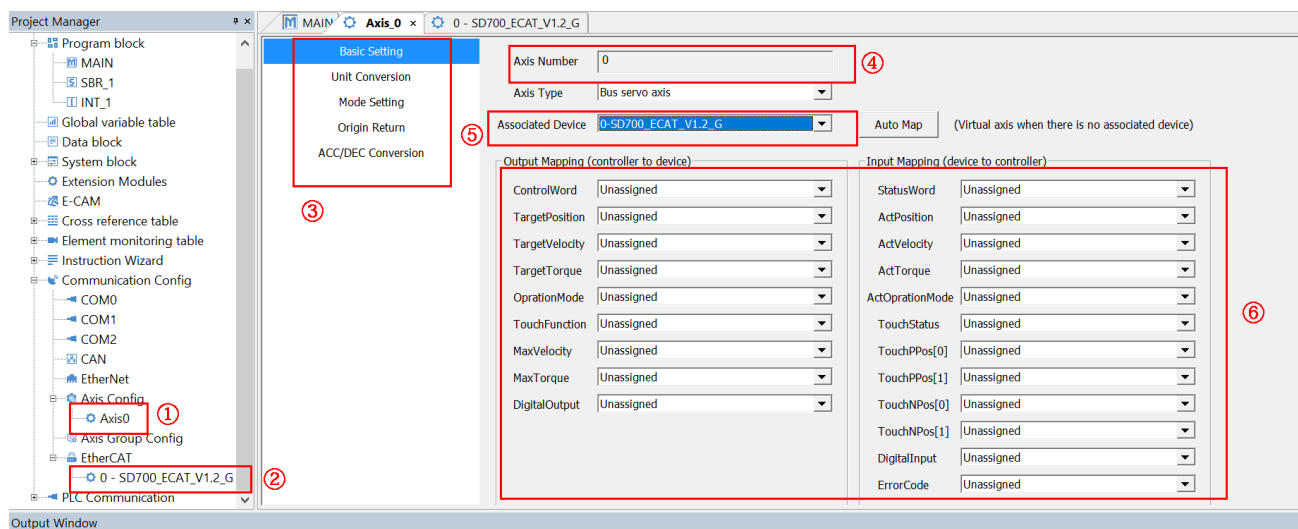 Project Manager
MAIN
Axis_0
0 - SD700_ECAT_V1.2_G
Program block
MAIN
SBR_1
INT_1
Global variable table
Data block
System block
Extension Modules
E-CAM
Cross reference table
Element monitoring table
Instruction Wizard
Communication Config
COM0
COM1
COM2
CAN
EtherNet
Axis Config
Axis0
①
Axis Group Config
EtherCAT
0 - SD700_ECAT_V1.2_G
②
PLC Communication
Basic Setting
Unit Conversion
Mode Setting
Origin Return
ACC/DEC Conversion
③
Axis Number 0
④
Axis Type Bus servo axis
⑤
Associated Device 0-SD700_ECAT_V1.2_G Auto Map (Virtual axis when there is no associated device)
Output Mapping (controller to device)
ControlWord Unassigned
TargetPosition Unassigned
TargetVelocity Unassigned
TargetTorque Unassigned
OprationMode Unassigned
TouchFunction Unassigned
MaxVelocity Unassigned
MaxTorque Unassigned
DigitalOutput Unassigned
Input Mapping (device to controller)
StatusWord Unassigned
ActPosition Unassigned
ActVelocity Unassigned
ActTorque Unassigned
ActOprationMode Unassigned
TouchStatus Unassigned
TouchPPos[0] Unassigned
TouchPPos[1] Unassigned
TouchNPos[0] Unassigned
TouchNPos[1] Unassigned
DigitalInput Unassigned
ErrorCode Unassigned
⑥
Output Window